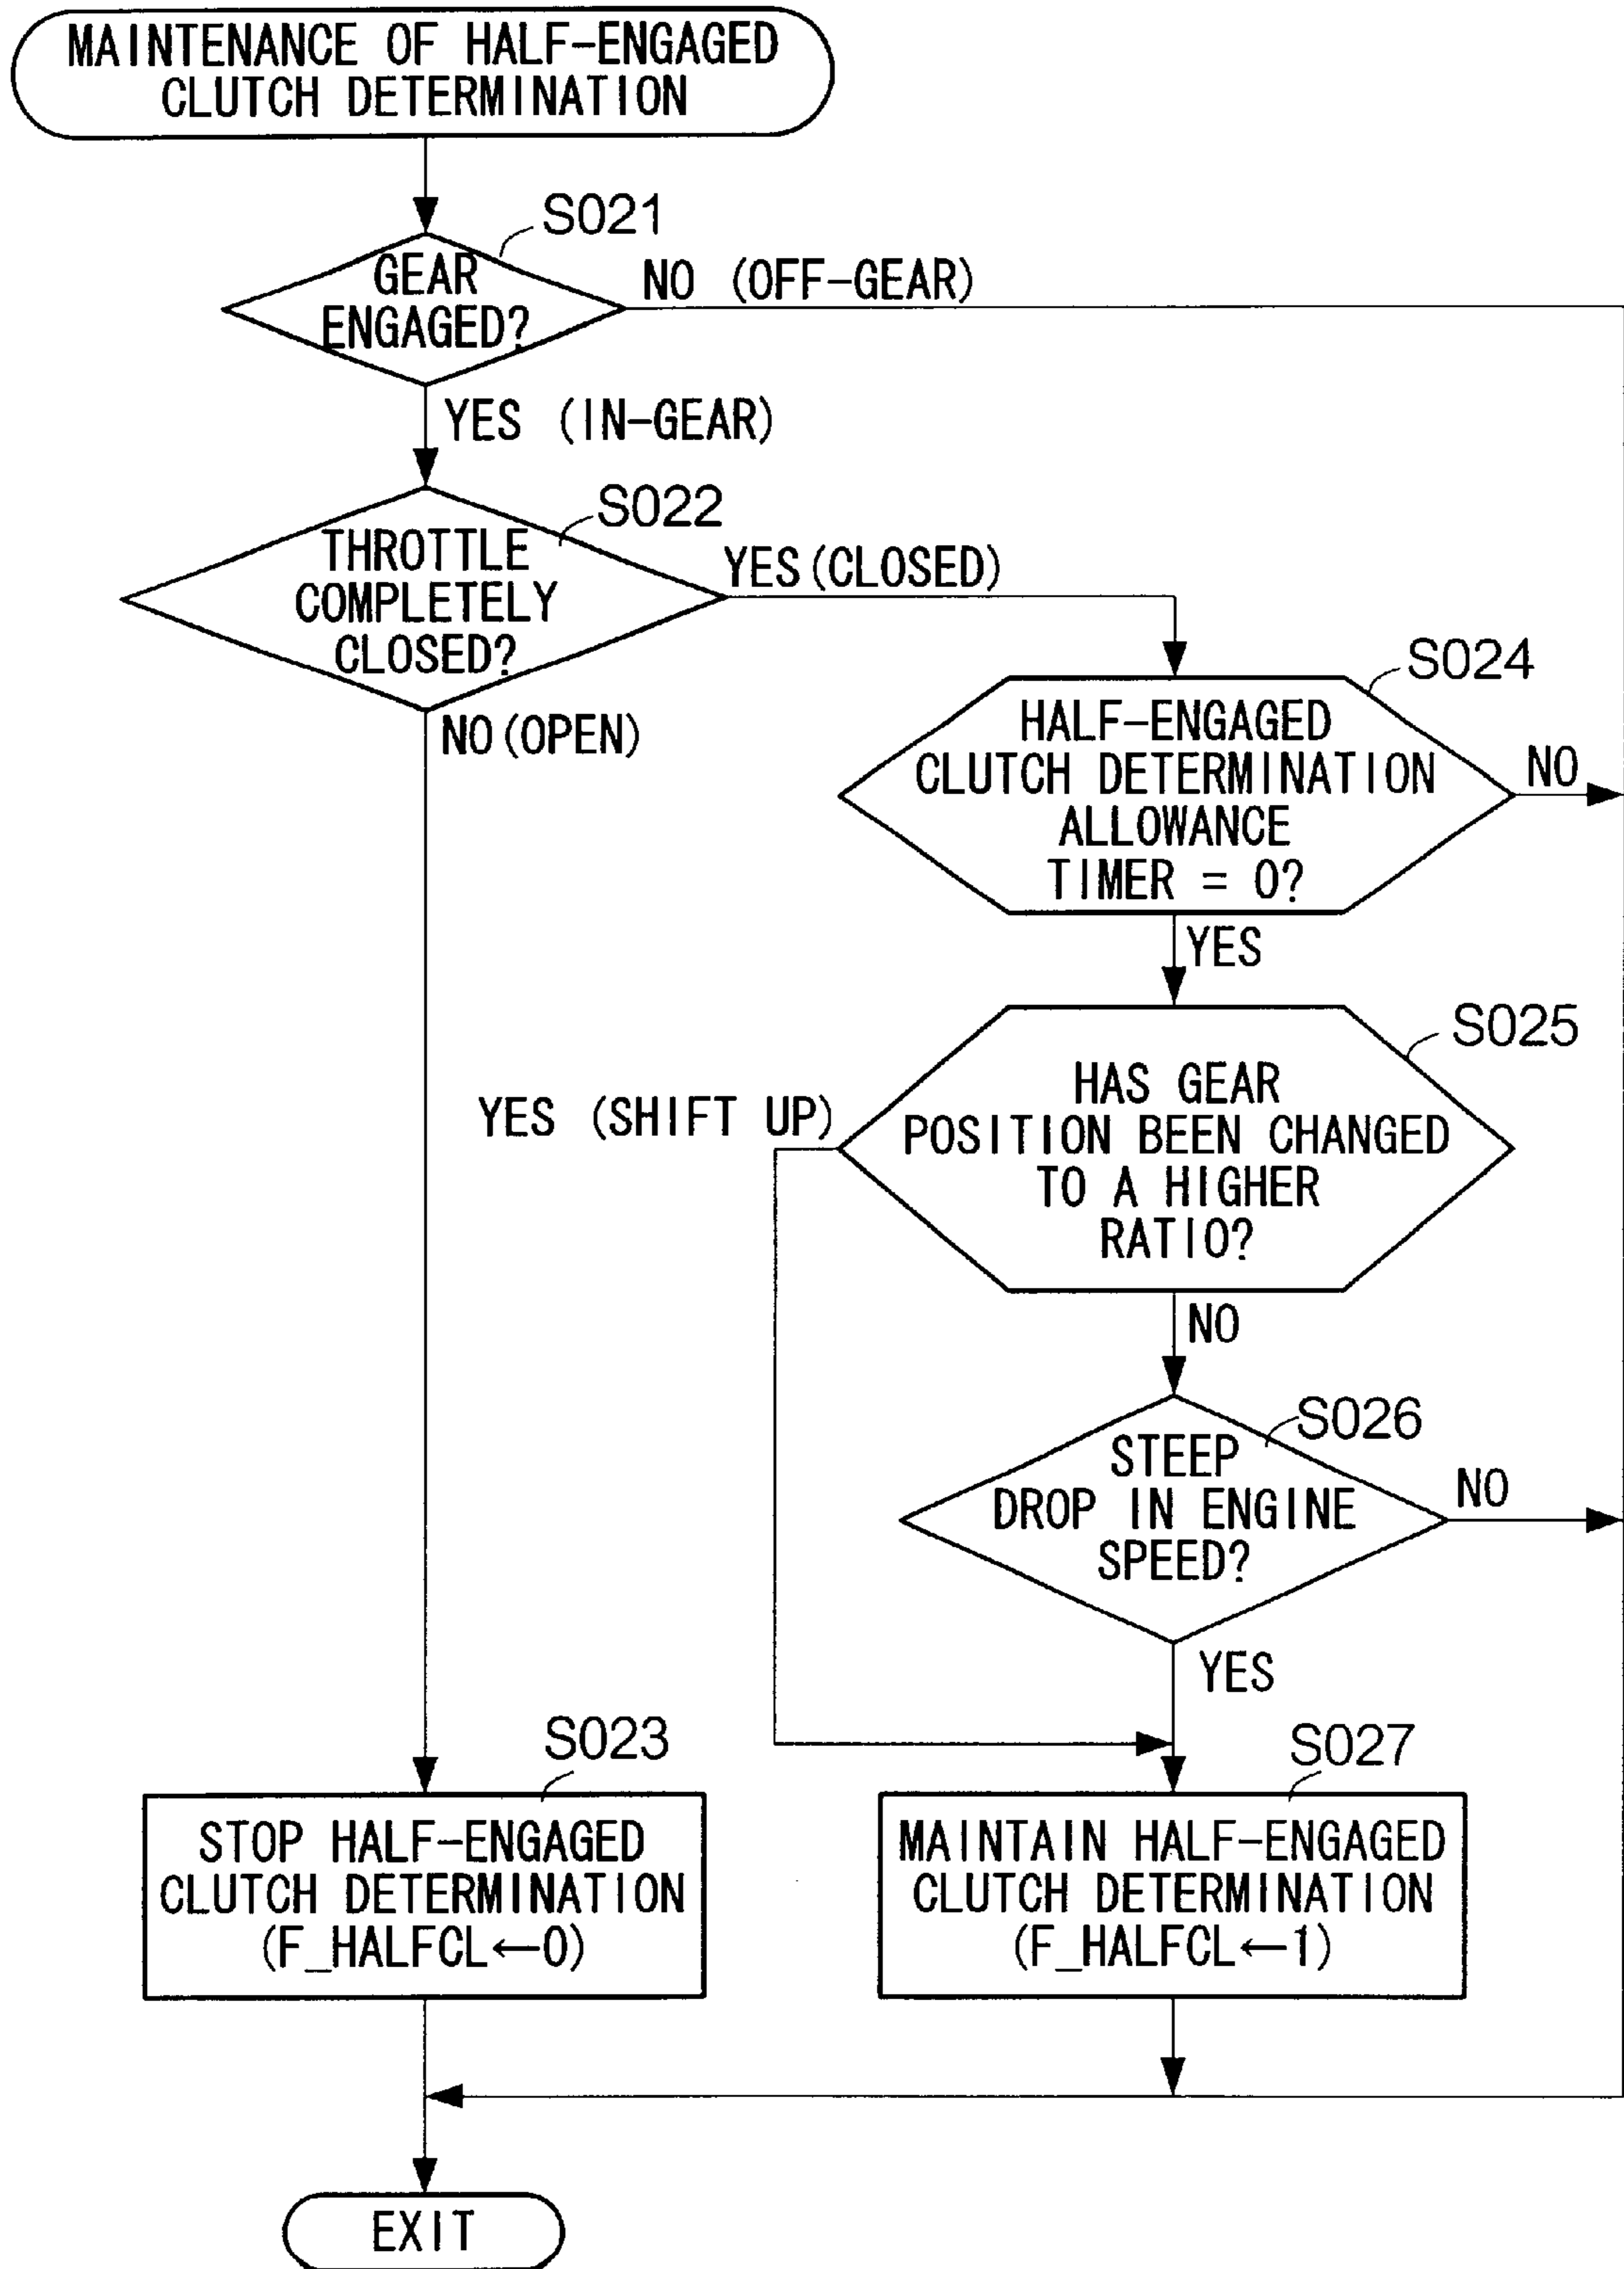 MAINTENANCE OF HALF-ENGAGED
CLUTCH DETERMINATION
S021
GEAR
ENGAGED?
NO (OFF-GEAR)
YES (IN-GEAR)
S022
THROTTLE
COMPLETELY
CLOSED?
YES(CLOSED)
NO(OPEN)
S024
HALF-ENGAGED
CLUTCH DETERMINATION
ALLOWANCE
TIMER = 0?
NO
YES
S025
HAS GEAR
POSITION BEEN CHANGED
TO A HIGHER
RATIO?
YES (SHIFT UP)
NO
S026
STEEP
DROP IN ENGINE
SPEED?
NO
YES
S023
STOP HALF-ENGAGED
CLUTCH DETERMINATION
(F_HALFCL←0)
S027
MAINTAIN HALF-ENGAGED
CLUTCH DETERMINATION
(F_HALFCL←1)
EXIT